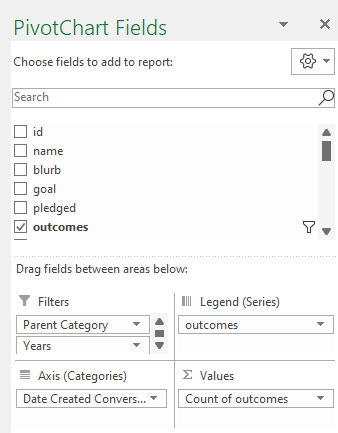 PivotChart Fields
Choose fields to add to report:
Search
id
name
blurb
goal
pledged
outcomes
Drag fields between areas below:
Filters
Parent Category
Years
Legend (Series)
outcomes
Axis (Categories)
Date Created Convers...
Σ Values
Count of outcomes